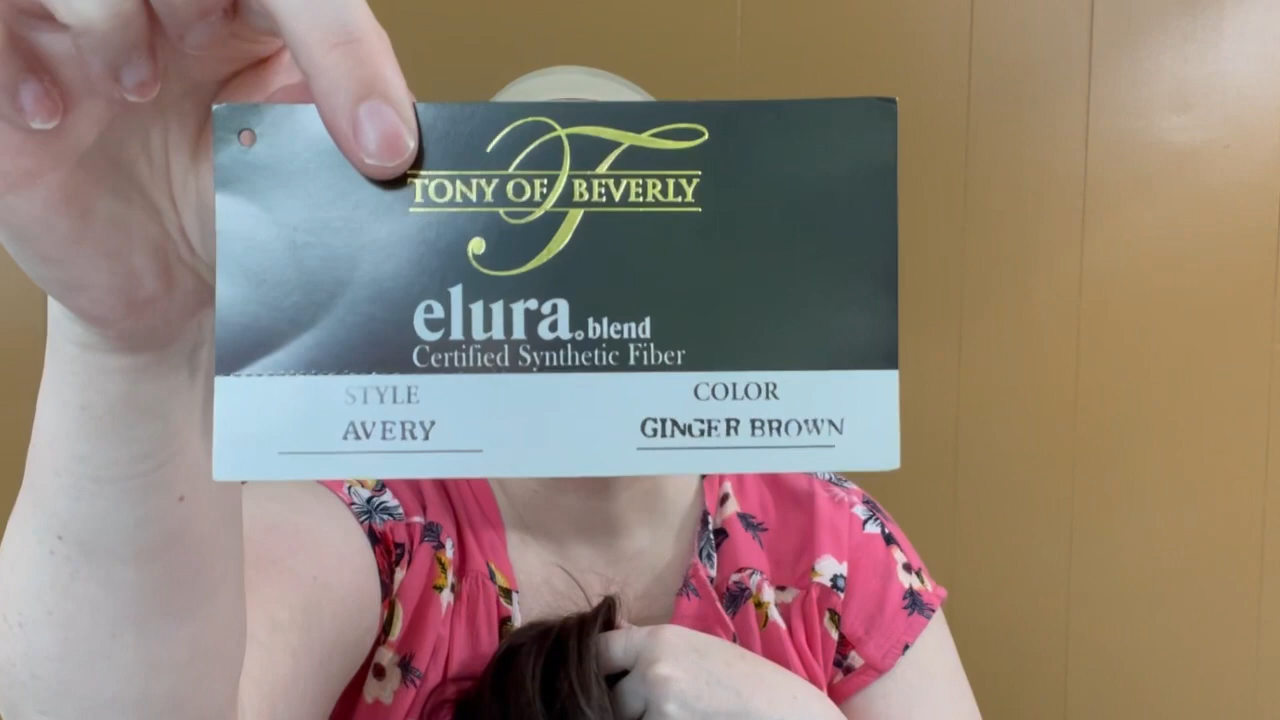 T
TONY OF BEVERLY
elura.blend
Certified Synthetic Fiber
STYLE
AVERY
COLOR
GINGER BROWN